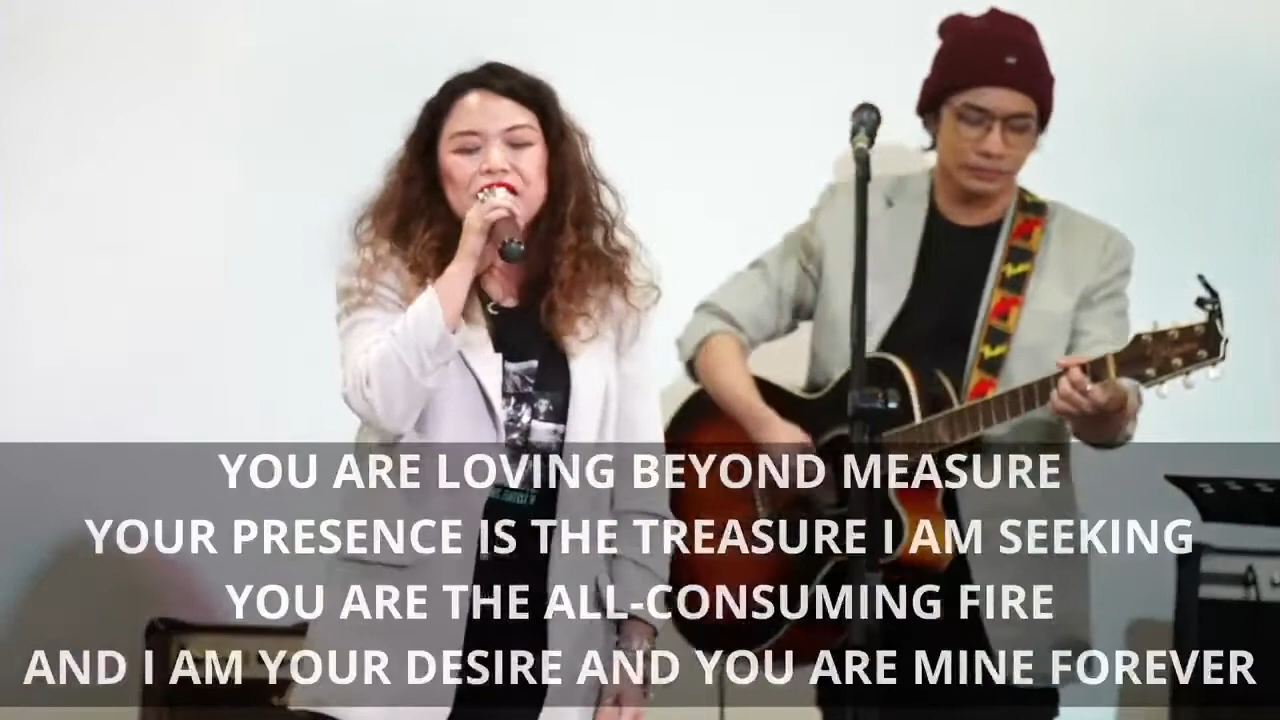 YOU ARE LOVING BEYOND MEASURE
YOUR PRESENCE IS THE TREASURE I AM SEEKING
YOU ARE THE ALL-CONSUMING FIRE
AND I AM YOUR DESIRE AND YOU ARE MINE FOREVER